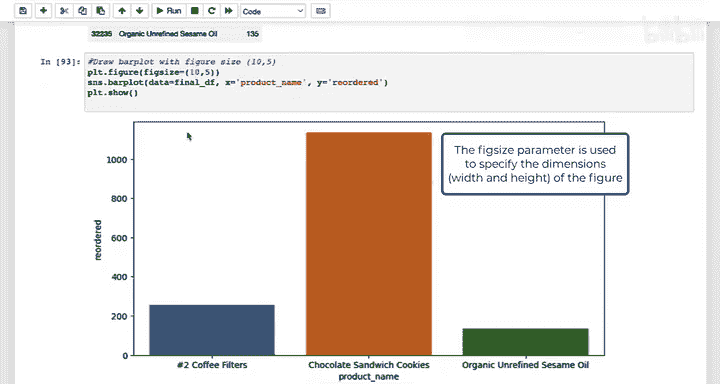 Run
Code
32235 Organic Unrefined Sesame Oil 135
In [93]: #Draw barplot with figure size (10,5)
plt.figure(figsize=(10,5))
sns.barplot(data=final_df, x='product_name', y='reordered')
plt.show()
The figsize parameter is used
to specify the dimensions
(width and height) of the figure
1000
800
600
400
200
0
reordered
#2 Coffee Filters Chocolate Sandwich Cookies Organic Unrefined Sesame Oil
product_name